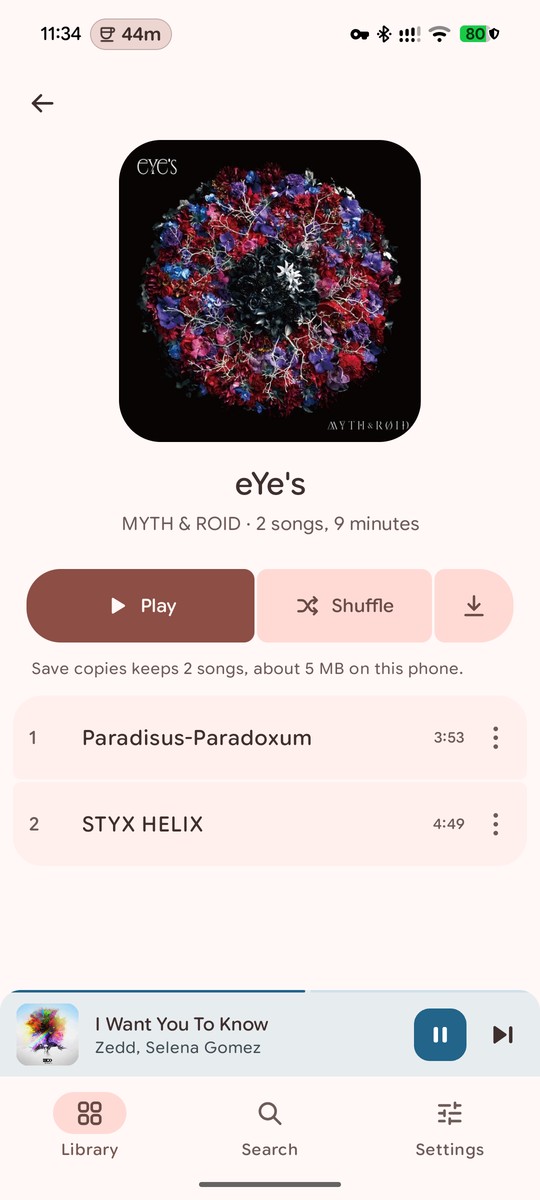 11:34
44m
80
eYe's
MYTH & ROID
eYe's
MYTH & ROID · 2 songs, 9 minutes
Play
Shuffle
Save copies keeps 2 songs, about 5 MB on this phone.
1 Paradisus-Paradoxum 3:53
2 STYX HELIX 4:49
I Want You To Know
Zedd, Selena Gomez
Library
Search
Settings